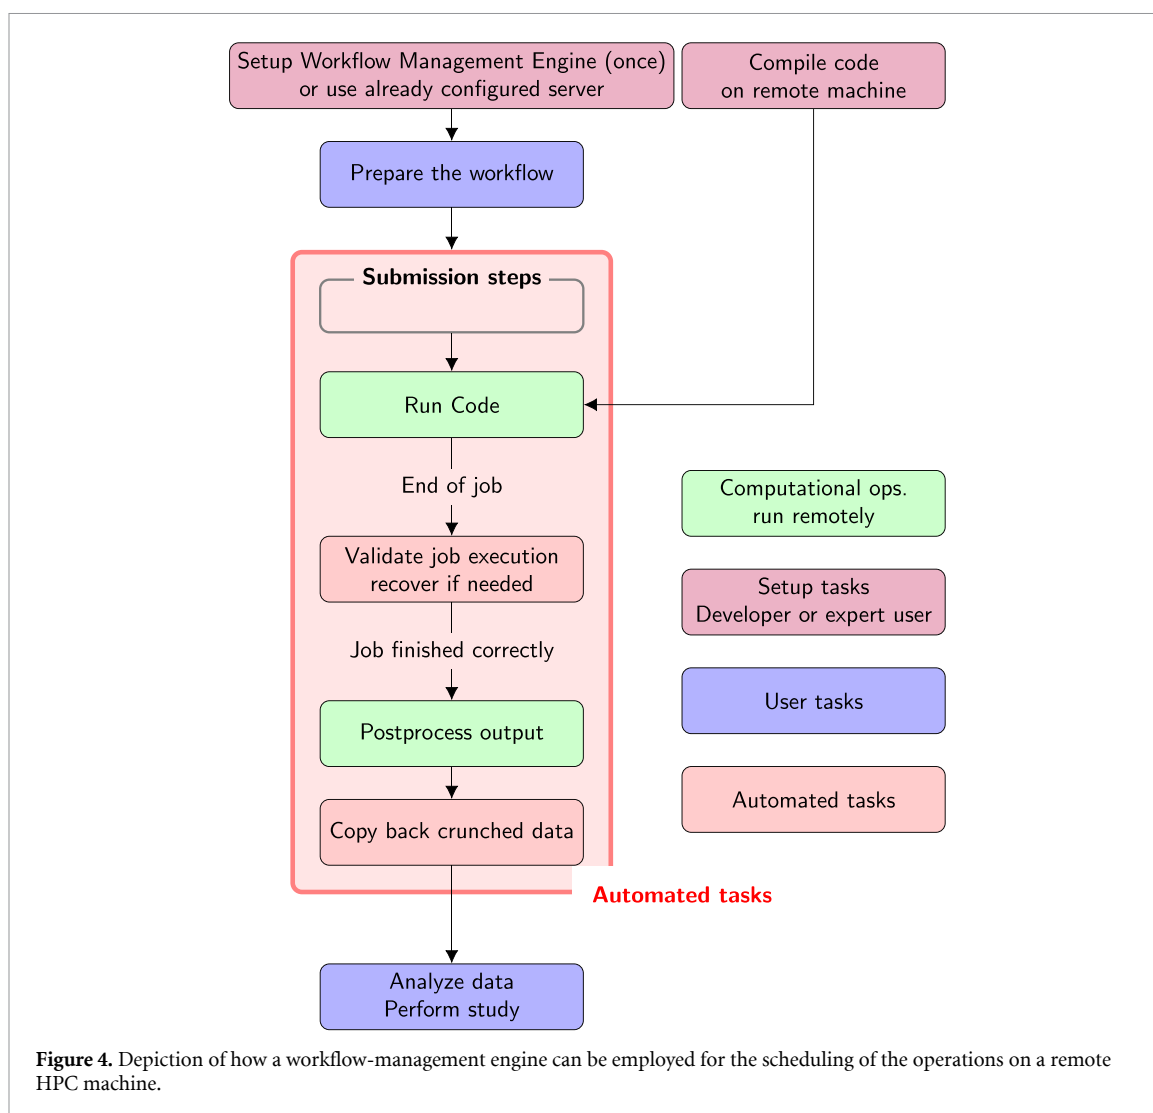 Setup Workflow Management Engine (once)
or use already configured server
Compile code
on remote machine
Prepare the workflow
Submission steps
Run Code
End of job
Validate job execution
recover if needed
Job finished correctly
Postprocess output
Copy back crunched data
Automated tasks
Analyze data
Perform study
Computational ops.
run remotely
Setup tasks
Developer or expert user
User tasks
Automated tasks
Figure 4. Depiction of how a workflow-management engine can be employed for the scheduling of the operations on a remote
HPC machine.